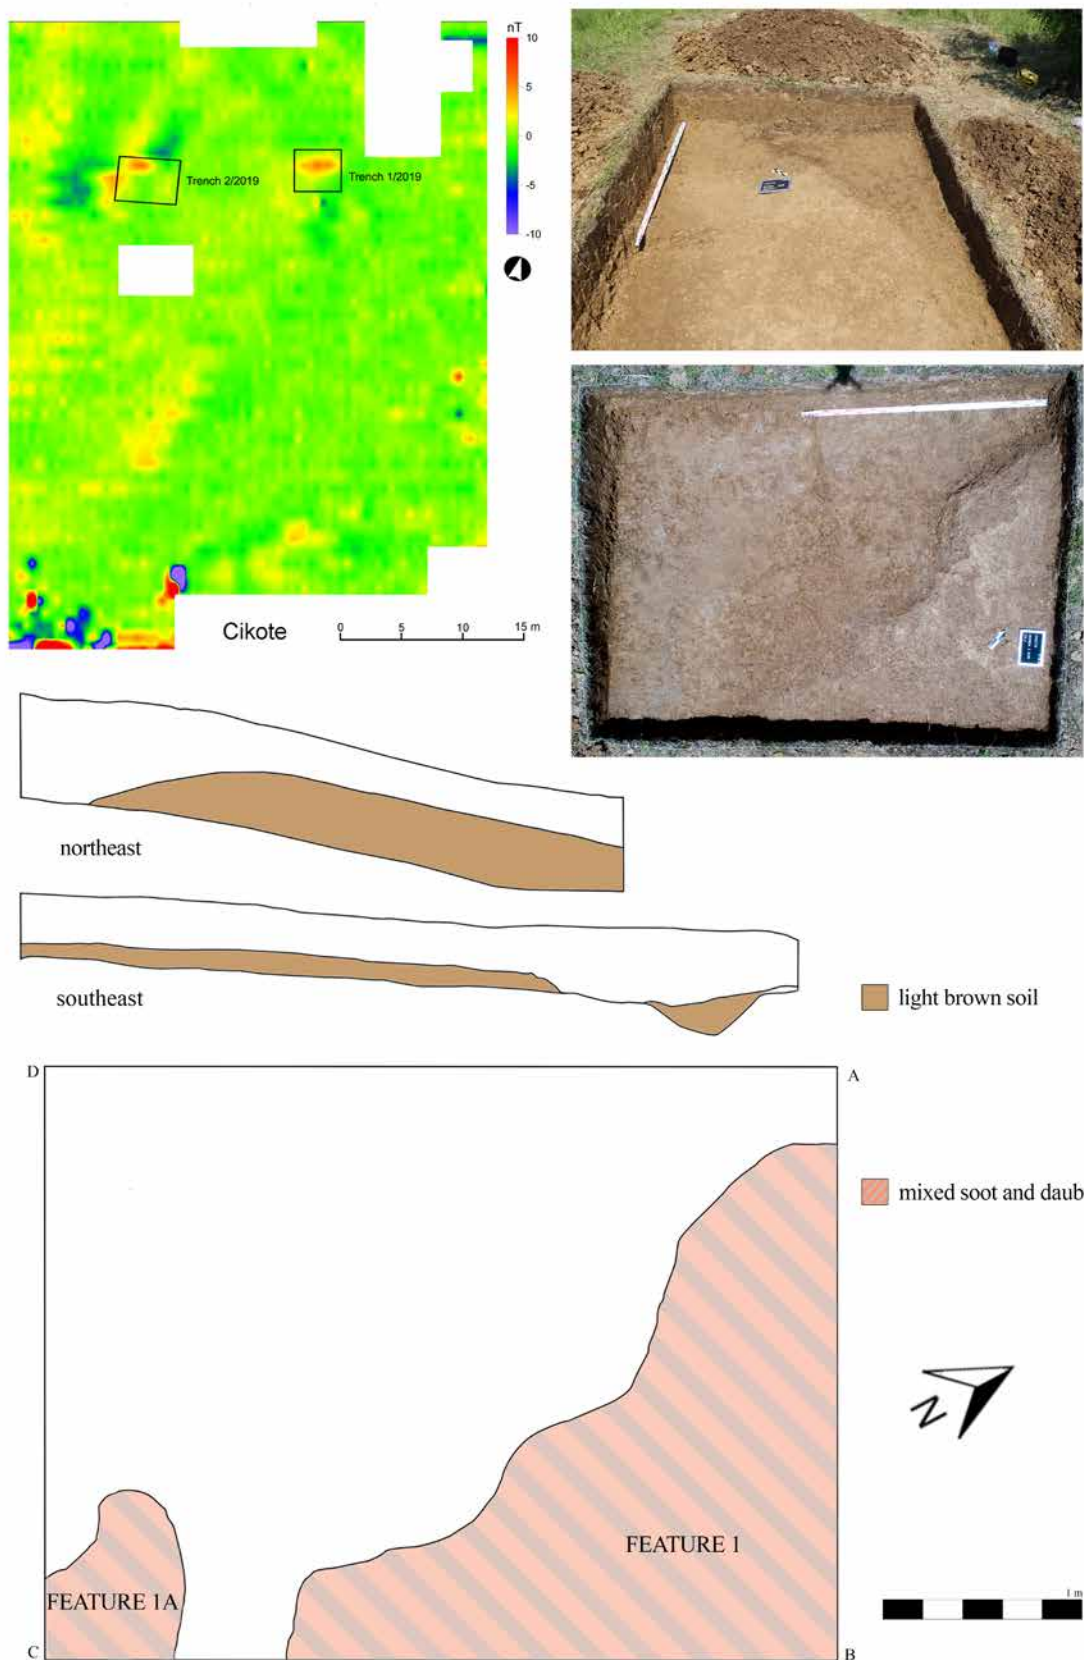 nT
10
5
0
-5
-10
Trench 2/2019
Trench 1/2019
Cikote
0 5 10 15 m
northeast
southeast
light brown soil
D
A
mixed soot and daub
N
FEATURE 1
FEATURE 1A
1 m
C
B